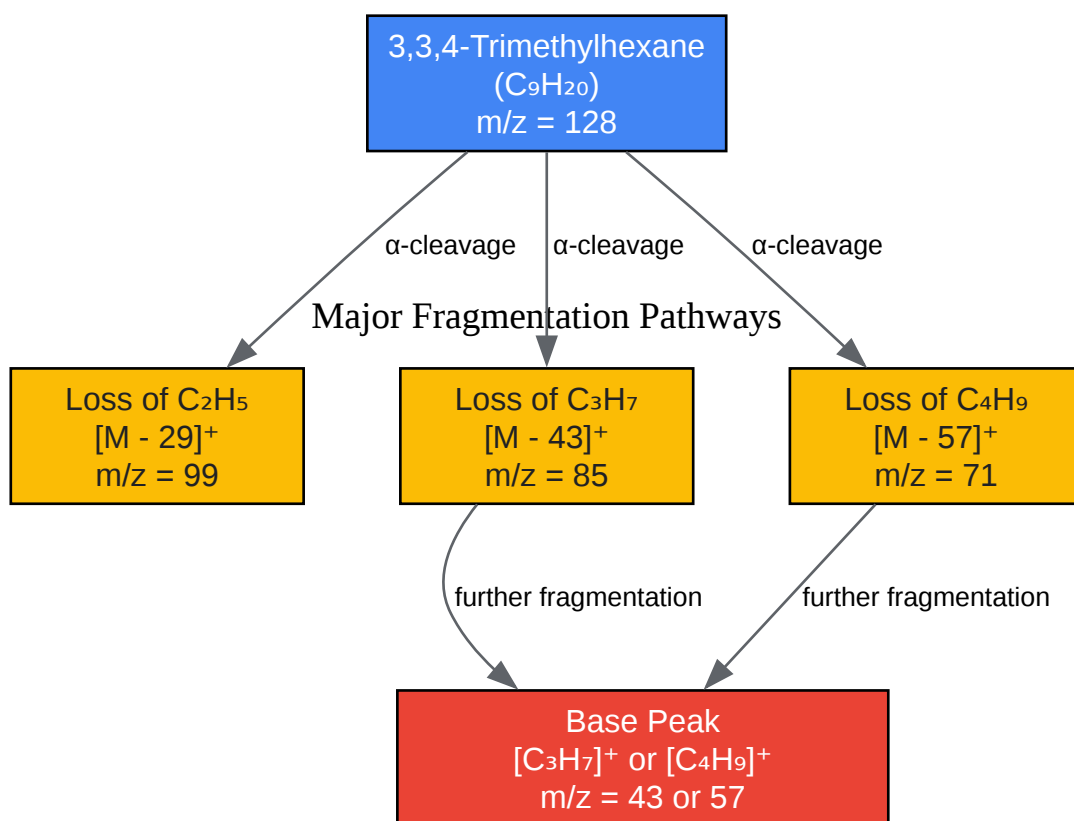 3,3,4-Trimethylhexane
(C₉H₂₀)
m/z = 128
α-cleavage
α-cleavage
α-cleavage
Major Fragmentation Pathways
Loss of C₂H₅
[M - 29]⁺
m/z = 99
Loss of C₃H₇
[M - 43]⁺
m/z = 85
Loss of C₄H₉
[M - 57]⁺
m/z = 71
further fragmentation
further fragmentation
Base Peak
[C₃H₇]⁺ or [C₄H₉]⁺
m/z = 43 or 57